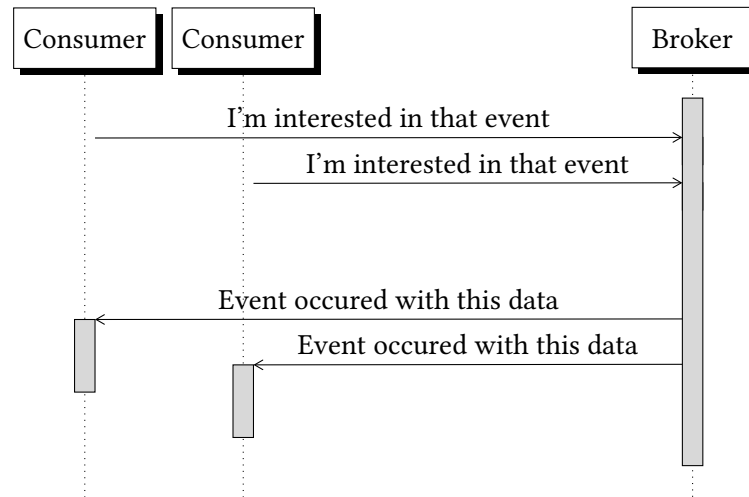 Consumer
Consumer
Broker
I’m interested in that event
I’m interested in that event
Event occured with this data
Event occured with this data